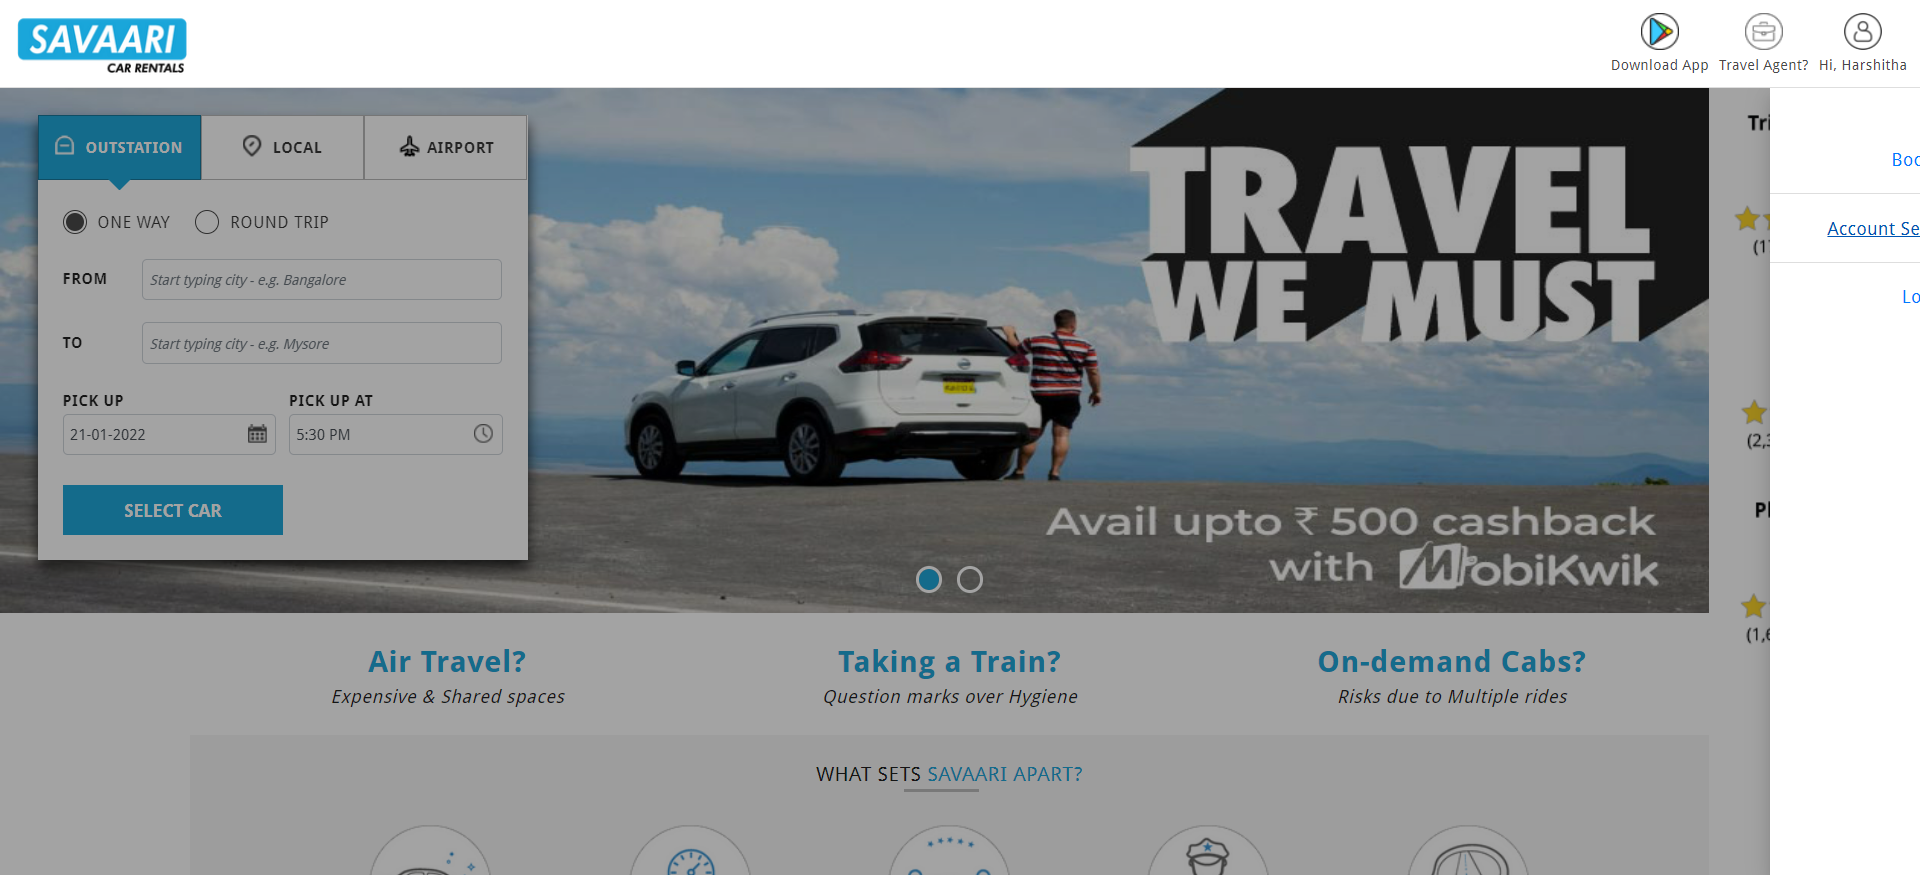 SAVAARI
CAR RENTALS
Download App
Travel Agent?
Hi, Harshitha
OUTSTATION
LOCAL
AIRPORT
ONE WAY
ROUND TRIP
FROM
Start typing city - e.g. Bangalore
TO
Start typing city - e.g. Mysore
PICK UP
PICK UP AT
21-01-2022
5:30 PM
SELECT CAR
TRAVEL
WE MUST
Avail upto ₹ 500 cashback
with MobiKwik
Tri
(1
(2,3
Pl
(1,6
Boo
Account Se
Lo
Air Travel?
Expensive & Shared spaces
Taking a Train?
Question marks over Hygiene
On-demand Cabs?
Risks due to Multiple rides
WHAT SETS SAVAARI APART?